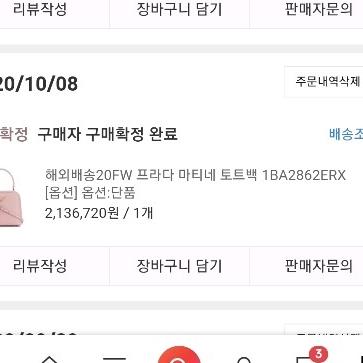 리뷰작성 장바구니 담기 판매자문의
20/10/08 주문내역삭제
확정 구매자 구매확정 완료 배송조
해외배송20FW 프라다 마티네 토트백 1BA2862ERX
[옵션] 옵션:단품
2,136,720원 / 1개
리뷰작성 장바구니 담기 판매자문의
3